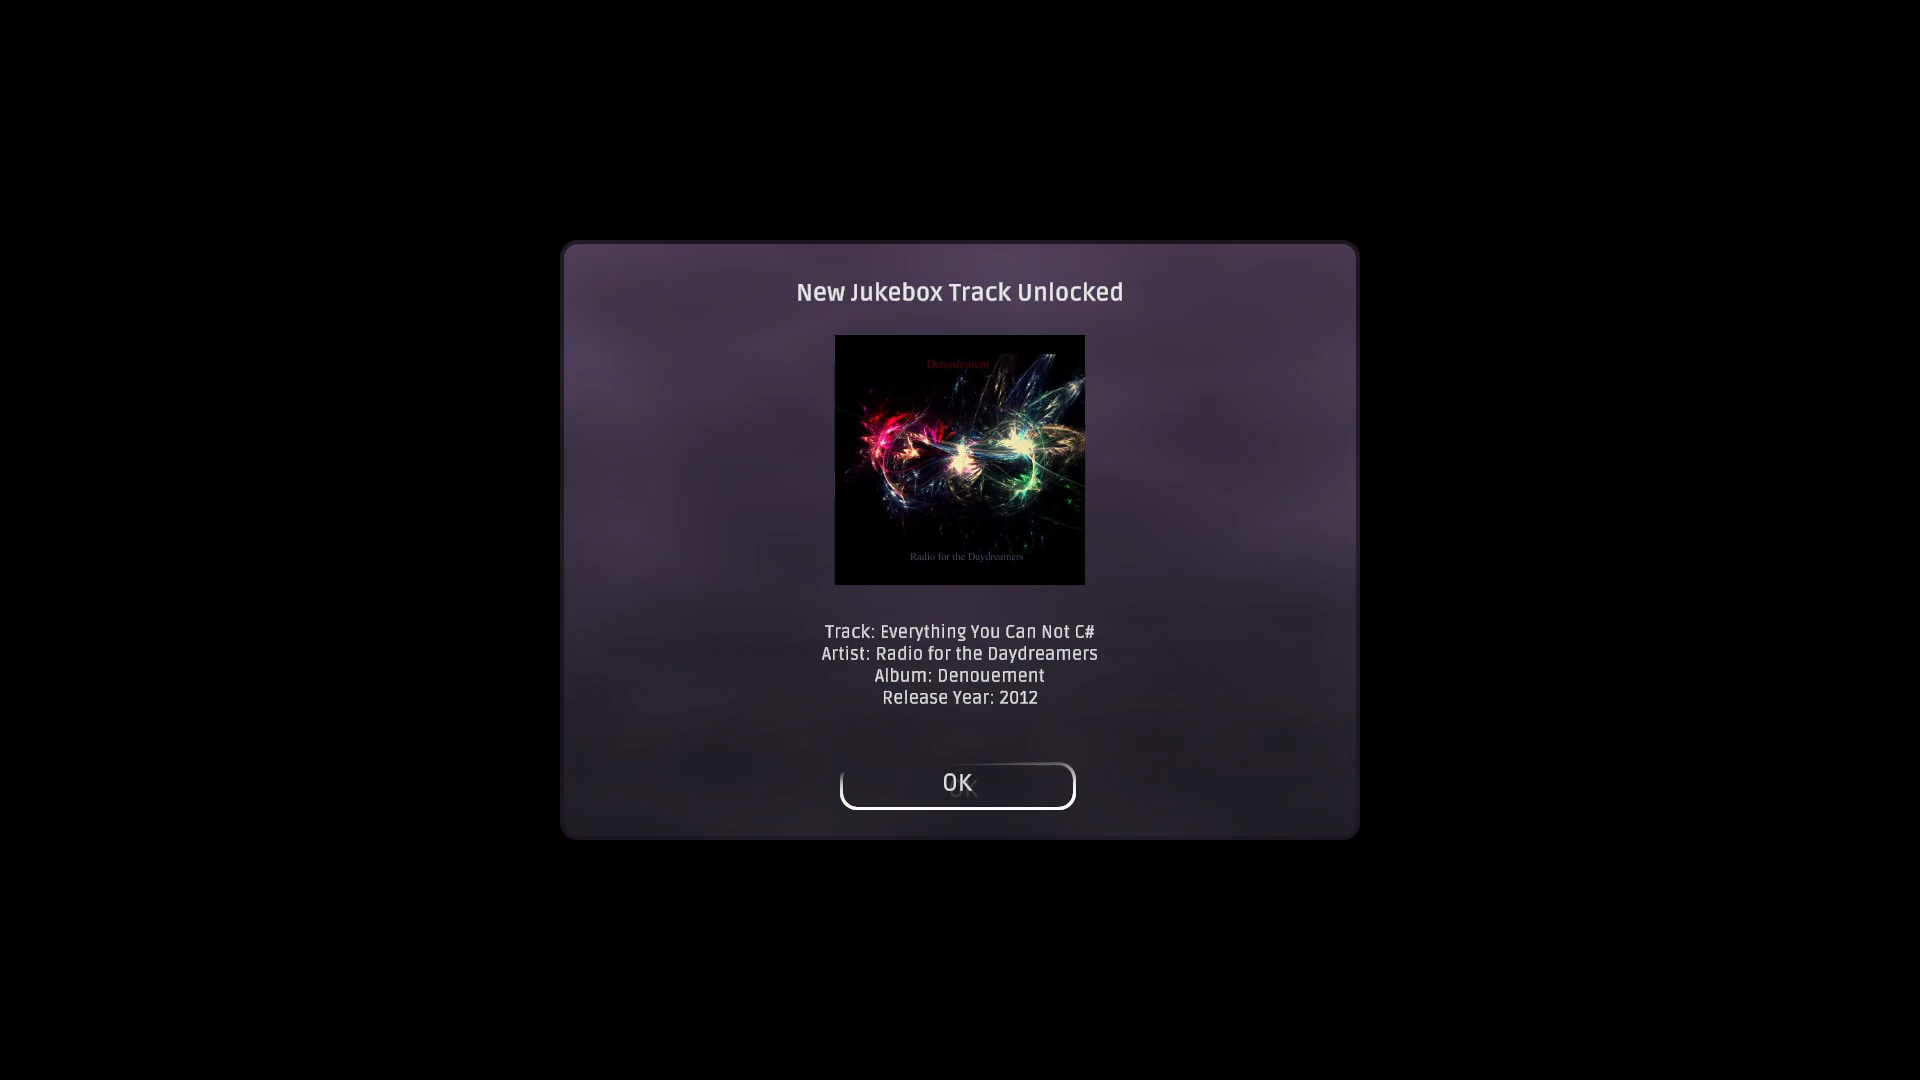 New Jukebox Track Unlocked
Denouement
Radio for the Daydreamers
Track: Everything You Can Not C#
Artist: Radio for the Daydreamers
Album: Denouement
Release Year: 2012
OK